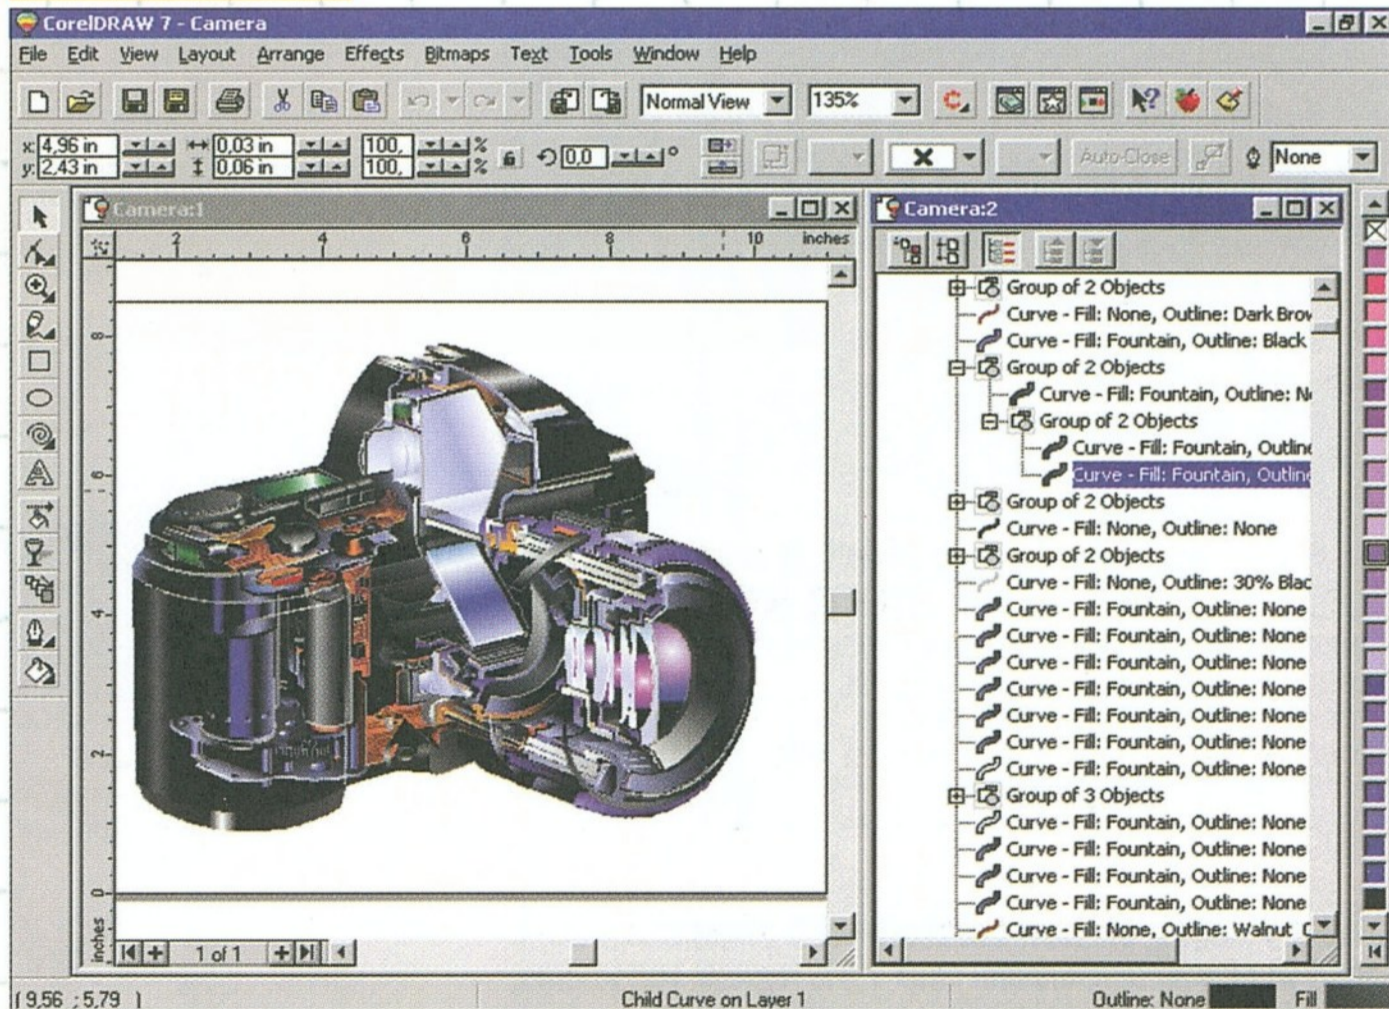 CorelDRAW 7 - Camera
File Edit View Layout Arrange Effects Bitmaps Text Tools Window Help
Normal View 135%
x: 4,96 in 0,03 in 100, % 0,0 ° Auto-Close None
y: 2,43 in 0,06 in 100, %
Camera:1
2 4 6 8 10 inches
8
6
4
2
0
inches
1 of 1
Camera:2
Group of 2 Objects
Curve - Fill: None, Outline: Dark Brow
Curve - Fill: Fountain, Outline: Black
Group of 2 Objects
Curve - Fill: Fountain, Outline: N
Group of 2 Objects
Curve - Fill: Fountain, Outline
Curve - Fill: Fountain, Outline
Group of 2 Objects
Curve - Fill: None, Outline: None
Group of 2 Objects
Curve - Fill: None, Outline: 30% Blac
Curve - Fill: Fountain, Outline: None
Curve - Fill: Fountain, Outline: None
Curve - Fill: Fountain, Outline: None
Curve - Fill: Fountain, Outline: None
Curve - Fill: Fountain, Outline: None
Curve - Fill: Fountain, Outline: None
Curve - Fill: Fountain, Outline: None
Group of 3 Objects
Curve - Fill: Fountain, Outline: None
Curve - Fill: Fountain, Outline: None
Curve - Fill: Fountain, Outline: None
Curve - Fill: Fountain, Outline: None
Curve - Fill: None, Outline: Walnut
( 9,56 ; 5,79 ) Child Curve on Layer 1 Outline: None Fill